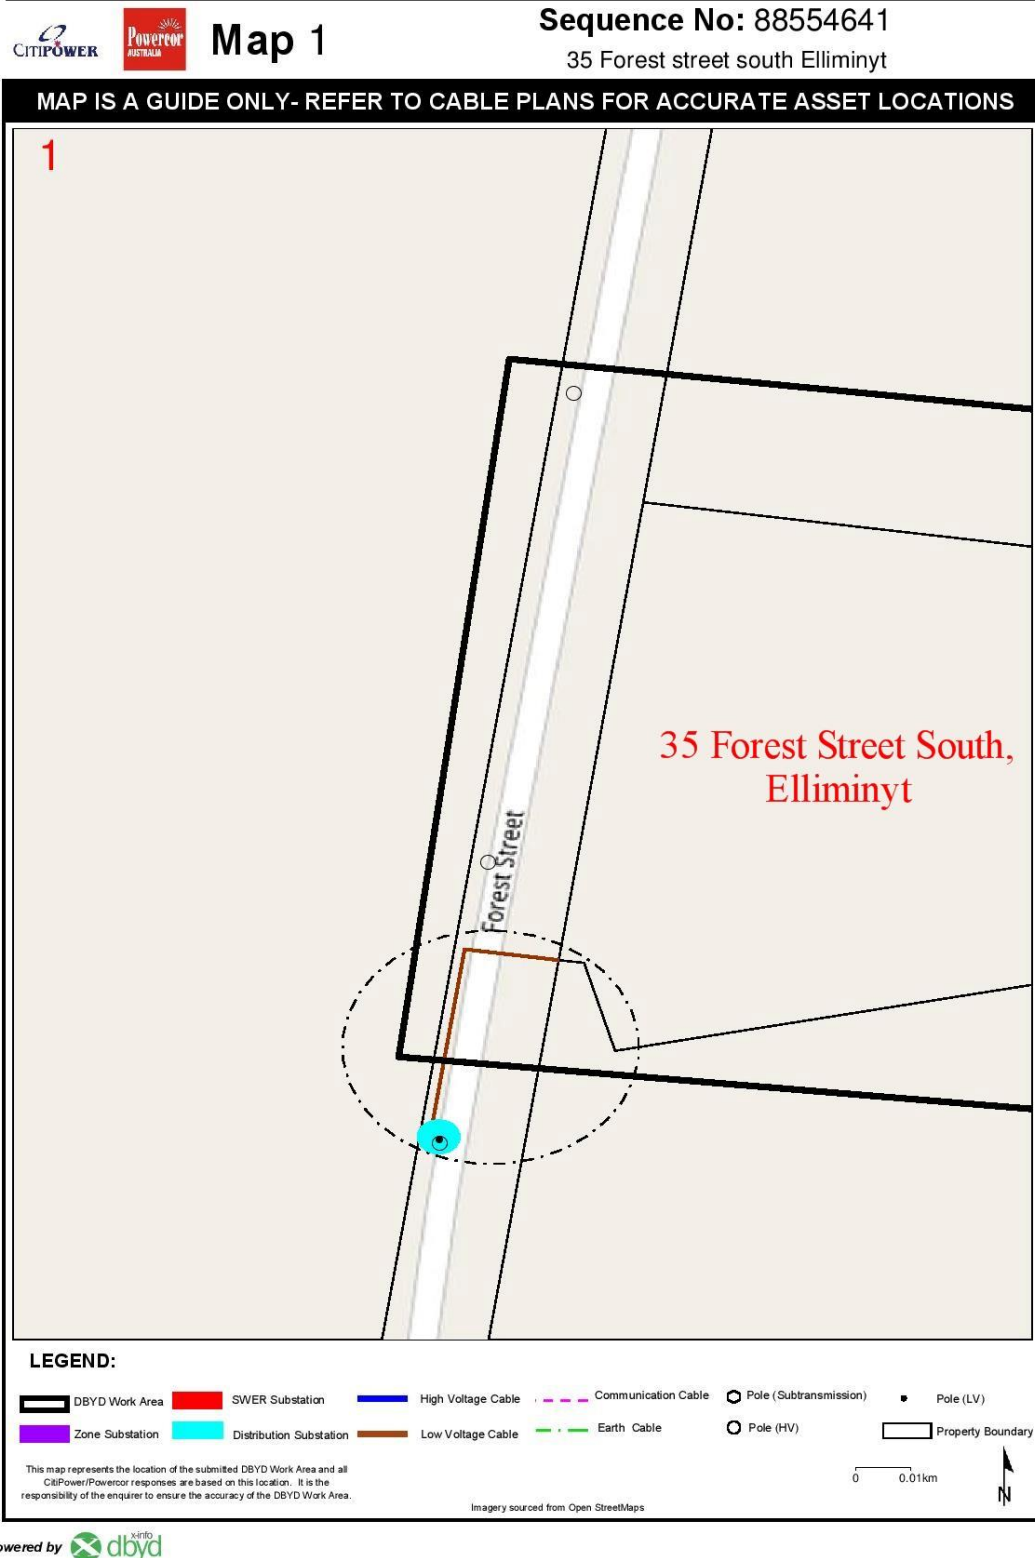 CITIPOWER
Powercor
AUSTRALIA
Map 1
Sequence No: 88554641
35 Forest street south Elliminyt
MAP IS A GUIDE ONLY- REFER TO CABLE PLANS FOR ACCURATE ASSET LOCATIONS
1
35 Forest Street South,
Elliminyt
Forest Street
LEGEND:
DBYD Work Area
SWER Substation
High Voltage Cable
Communication Cable
Pole (Subtransmission)
Pole (LV)
Zone Substation
Distribution Substation
Low Voltage Cable
Earth Cable
Pole (HV)
Property Boundary
This map represents the location of the submitted DBYD Work Area and all
CitiPower/Powercor responses are based on this location. It is the
responsibility of the enquirer to ensure the accuracy of the DBYD Work Area.
Imagery sourced from Open StreetMaps
0 0.01km
N
owered by
x-info
dbyd